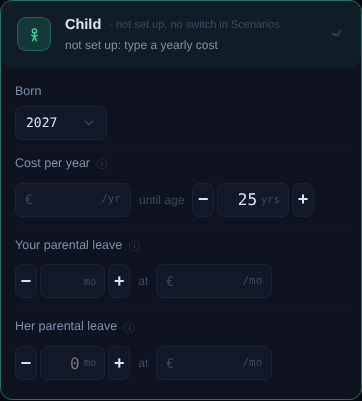 Child · not set up, no switch in Scenarios
not set up: type a yearly cost
Born
2027
Cost per year
€ /yr until age − 25 yrs +
Your parental leave
− mo + at € /mo
Her parental leave
− 0 mo + at € /mo